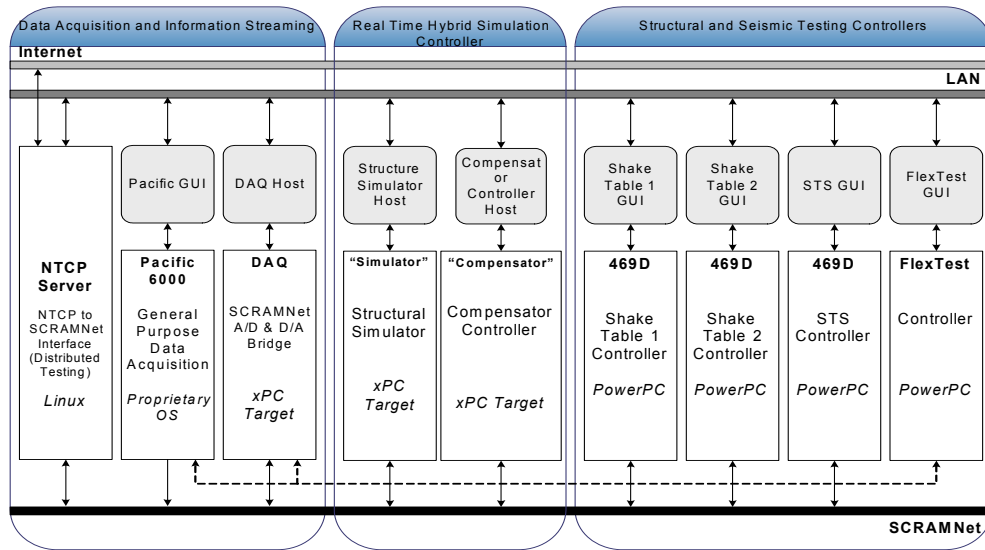 Data Acquisition and Information Streaming
Real Time Hybrid Simulation
Controller
Structural and Seismic Testing Controllers
Internet
LAN
Pacific GUI
DAQ Host
Structure
Simulator
Host
Compensat
or
Controller
Host
Shake
Table 1
GUI
Shake
Table 2
GUI
STS GUI
FlexTest
GUI
NTCP
Server
NTCP to
SCRAMNet
Interface
(Distributed
Testing)
Linux
Pacific
6000
General
Purpose
Data
Acquisition
Proprietary
OS
DAQ
SCRAMNet
A/D & D/A
Bridge
xPC
Target
“Simulator”
Structural
Simulator
xPC
Target
“Compensator”
Compensator
Controller
xPC Target
469D
Shake
Table 1
Controller
PowerPC
469D
Shake
Table 2
Controller
PowerPC
469D
STS
Controller
PowerPC
FlexTest
Controller
PowerPC
SCRAMNet